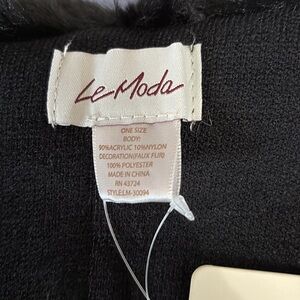 Le Moda
ONE SIZE
BODY:
90%ACRYLIC 10%NYLON
DECORATION(FAUX FUR)
100% POLYESTER
MADE IN CHINA
RN 43724
STYLE:LM-30094